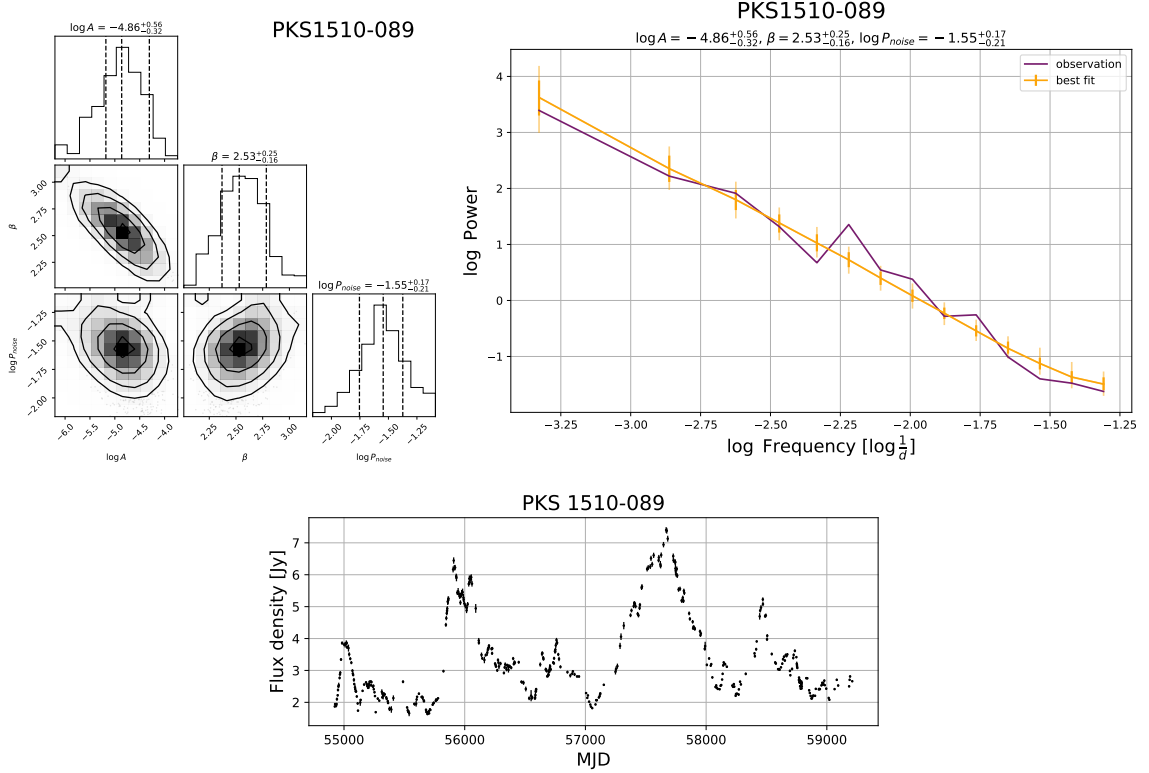 PKS1510-089
log A = −4.86 +0.56 −0.32
β = 2.53 +0.25 −0.16
log P_noise = −1.55 +0.17 −0.21
β
3.00
2.75
2.50
2.25
log P_noise
−1.25
−1.50
−1.75
−2.00
−6.0 −5.5 −5.0 −4.5 −4.0
log A
2.25 2.50 2.75 3.00
β
−2.00 −1.75 −1.50 −1.25
log P_noise
PKS1510-089
log A = −4.86 +0.56 −0.32, β = 2.53 +0.25 −0.16, log P_noise = −1.55 +0.17 −0.21
observation
best fit
log Power
4
3
2
1
0
−1
−3.25 −3.00 −2.75 −2.50 −2.25 −2.00 −1.75 −1.50 −1.25
log Frequency [log 1/d]
PKS 1510-089
Flux density [Jy]
7
6
5
4
3
2
55000 56000 57000 58000 59000
MJD